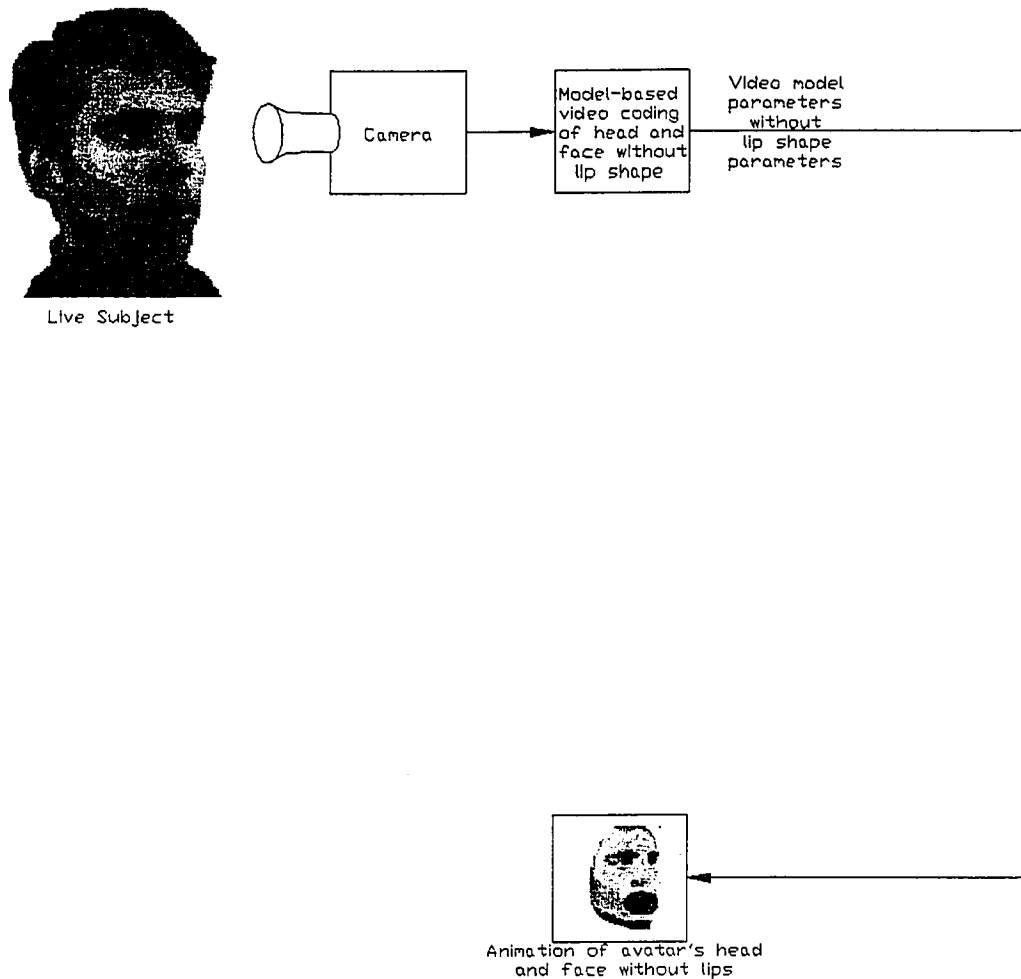 Camera
Model-based
video coding
of head and
face without
lip shape
Video model
parameters
without
lip shape
parameters
Live Subject
Animation of avatar's head
and face without lips